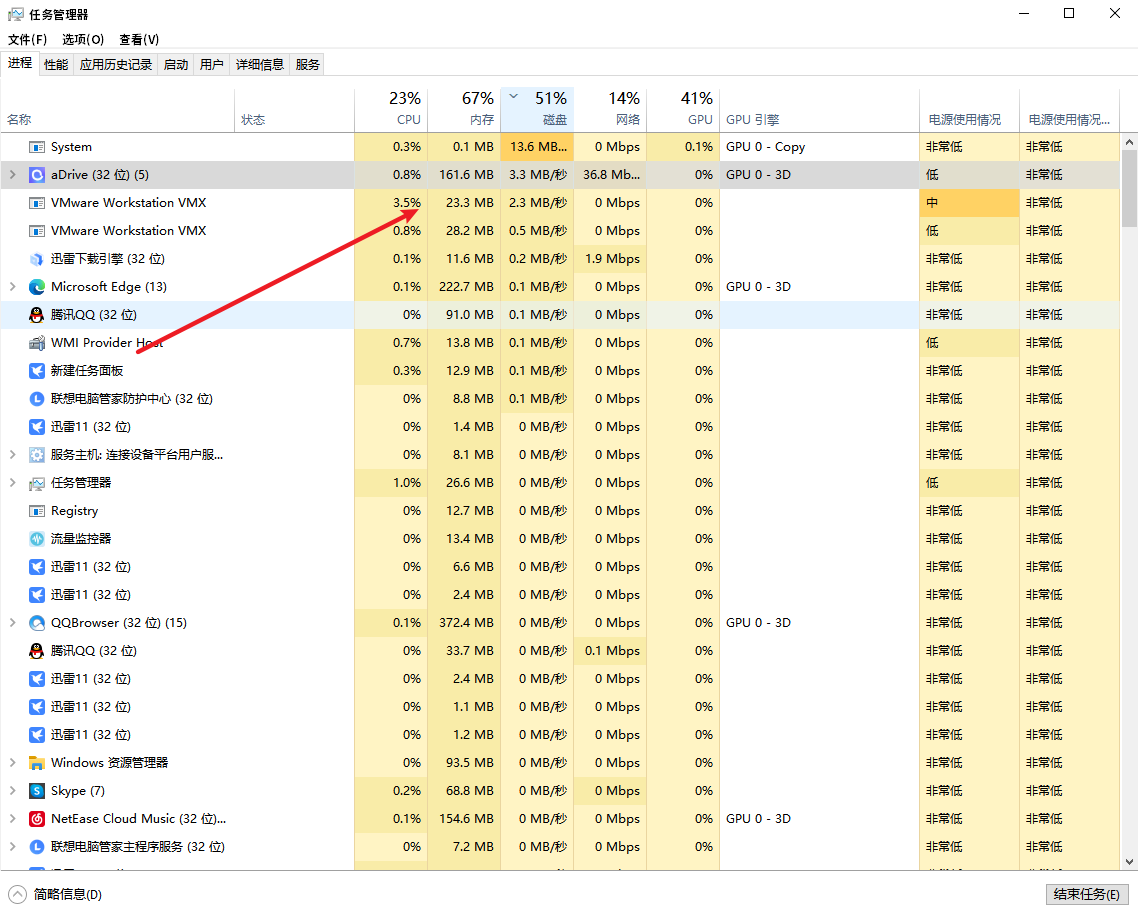 任务管理器
文件(F) 选项(O) 查看(V)
进程 性能 应用历史记录 启动 用户 详细信息 服务
23% 67% 51% 14% 41%
名称 状态 CPU 内存 磁盘 网络 GPU GPU 引擎 电源使用情况 电源使用情况...
System 0.3% 0.1 MB 13.6 MB... 0 Mbps 0.1% GPU 0 - Copy 非常低 非常低
aDrive (32 位) (5) 0.8% 161.6 MB 3.3 MB/秒 36.8 Mb... 0% GPU 0 - 3D 低 非常低
VMware Workstation VMX 3.5% 23.3 MB 2.3 MB/秒 0 Mbps 0% 中 非常低
VMware Workstation VMX 0.8% 28.2 MB 0.5 MB/秒 0 Mbps 0% 低 非常低
迅雷下载引擎 (32 位) 0.1% 11.6 MB 0.2 MB/秒 1.9 Mbps 0% 非常低 非常低
Microsoft Edge (13) 0.1% 222.7 MB 0.1 MB/秒 0 Mbps 0% GPU 0 - 3D 非常低 非常低
腾讯QQ (32 位) 0% 91.0 MB 0.1 MB/秒 0 Mbps 0% 非常低 非常低
WMI Provider Host 0.7% 13.8 MB 0.1 MB/秒 0 Mbps 0% 低 非常低
新建任务面板 0.3% 12.9 MB 0.1 MB/秒 0 Mbps 0% 非常低 非常低
联想电脑管家防护中心 (32 位) 0% 8.8 MB 0.1 MB/秒 0 Mbps 0% 非常低 非常低
迅雷11 (32 位) 0% 1.4 MB 0 MB/秒 0 Mbps 0% 非常低 非常低
服务主机: 连接设备平台用户服... 0% 8.1 MB 0 MB/秒 0 Mbps 0% 非常低 非常低
任务管理器 1.0% 26.6 MB 0 MB/秒 0 Mbps 0% 低 非常低
Registry 0% 12.7 MB 0 MB/秒 0 Mbps 0% 非常低 非常低
流量监控器 0% 13.4 MB 0 MB/秒 0 Mbps 0% 非常低 非常低
迅雷11 (32 位) 0% 6.6 MB 0 MB/秒 0 Mbps 0% 非常低 非常低
迅雷11 (32 位) 0% 2.4 MB 0 MB/秒 0 Mbps 0% 非常低 非常低
QQBrowser (32 位) (15) 0.1% 372.4 MB 0 MB/秒 0 Mbps 0% GPU 0 - 3D 非常低 非常低
腾讯QQ (32 位) 0% 33.7 MB 0 MB/秒 0.1 Mbps 0% 非常低 非常低
迅雷11 (32 位) 0% 2.4 MB 0 MB/秒 0 Mbps 0% 非常低 非常低
迅雷11 (32 位) 0% 1.1 MB 0 MB/秒 0 Mbps 0% 非常低 非常低
迅雷11 (32 位) 0% 1.2 MB 0 MB/秒 0 Mbps 0% 非常低 非常低
Windows 资源管理器 0% 93.5 MB 0 MB/秒 0 Mbps 0% 非常低 非常低
Skype (7) 0.2% 68.8 MB 0 MB/秒 0 Mbps 0% 非常低 非常低
NetEase Cloud Music (32 位)... 0.1% 154.6 MB 0 MB/秒 0 Mbps 0% GPU 0 - 3D 非常低 非常低
联想电脑管家主程序服务 (32 位) 0% 7.2 MB 0 MB/秒 0 Mbps 0% 非常低 非常低
简略信息(D) 结束任务(E)